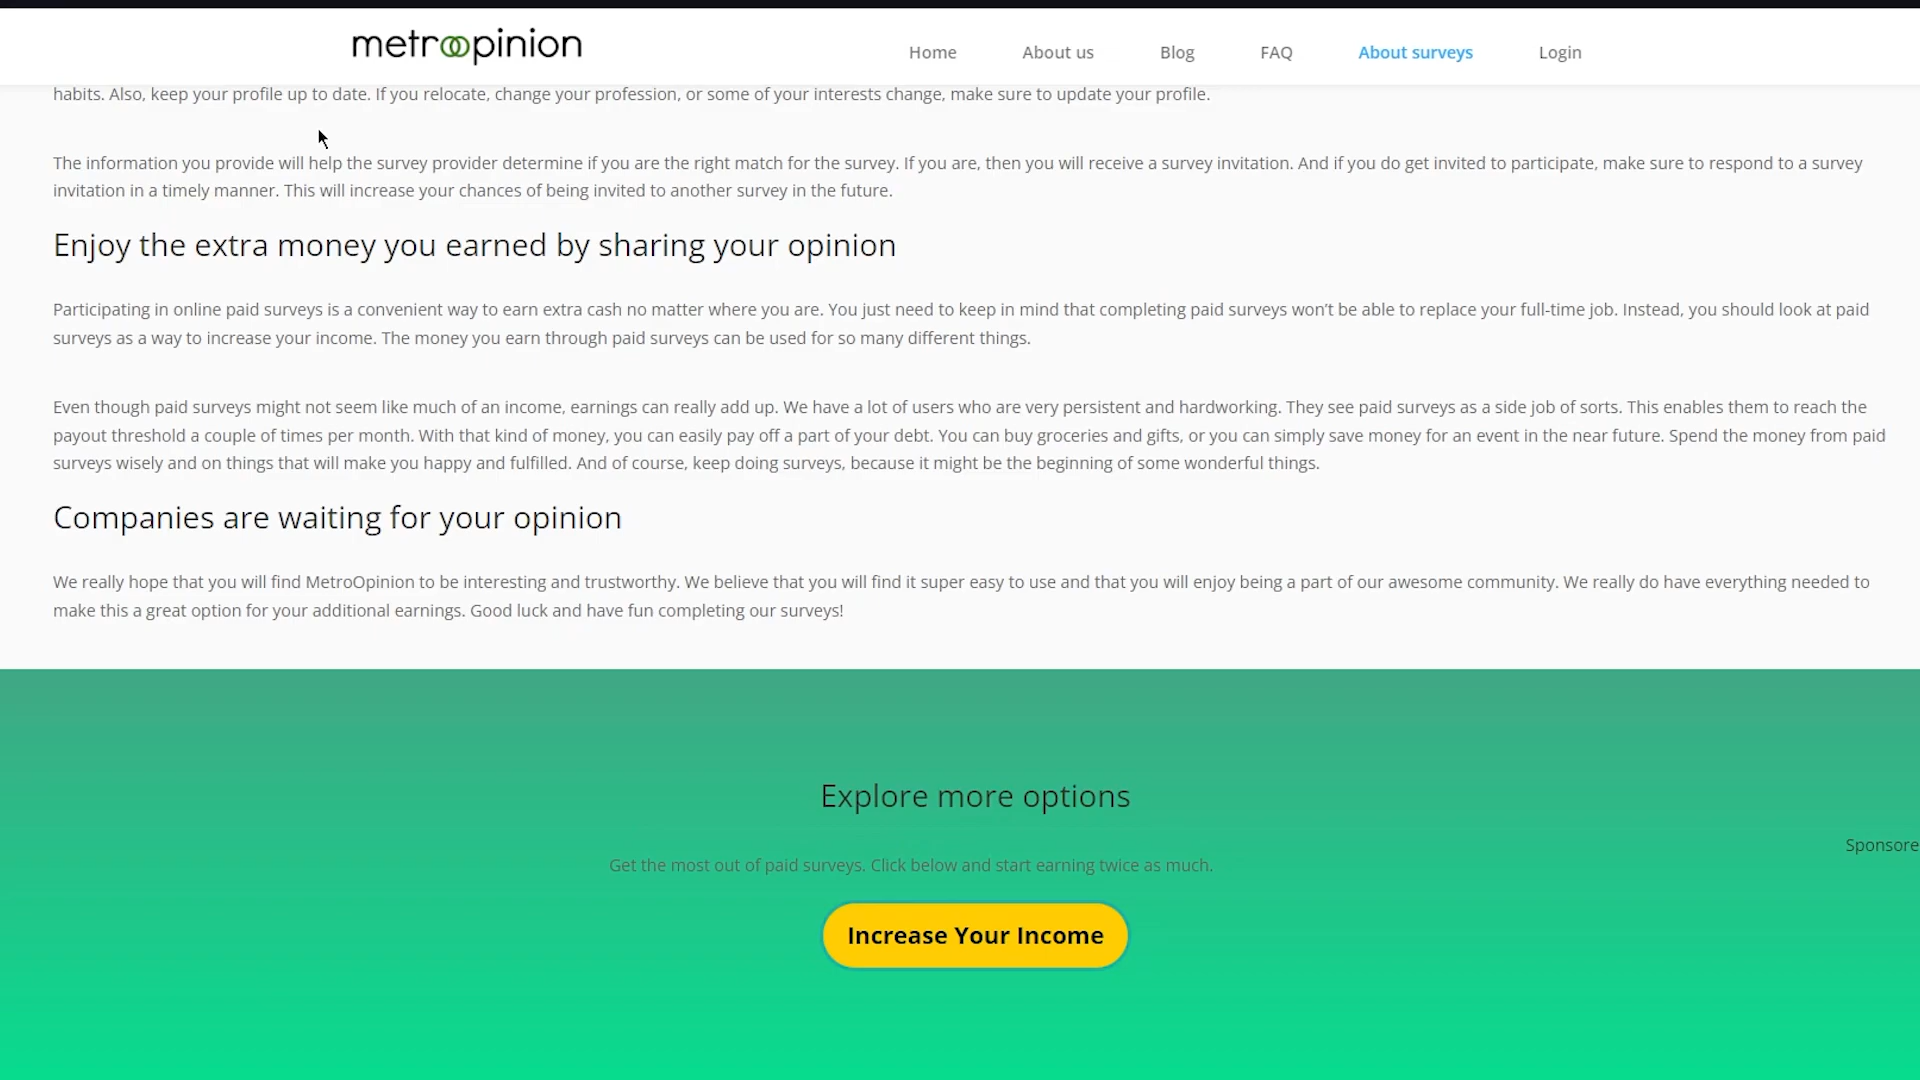 metroopinion
Home
About us
Blog
FAQ
About surveys
Login
habits. Also, keep your profile up to date. If you relocate, change your profession, or some of your interests change, make sure to update your profile.
The information you provide will help the survey provider determine if you are the right match for the survey. If you are, then you will receive a survey invitation. And if you do get invited to participate, make sure to respond to a survey
invitation in a timely manner. This will increase your chances of being invited to another survey in the future.
Enjoy the extra money you earned by sharing your opinion
Participating in online paid surveys is a convenient way to earn extra cash no matter where you are. You just need to keep in mind that completing paid surveys won’t be able to replace your full-time job. Instead, you should look at paid
surveys as a way to increase your income. The money you earn through paid surveys can be used for so many different things.
Even though paid surveys might not seem like much of an income, earnings can really add up. We have a lot of users who are very persistent and hardworking. They see paid surveys as a side job of sorts. This enables them to reach the
payout threshold a couple of times per month. With that kind of money, you can easily pay off a part of your debt. You can buy groceries and gifts, or you can simply save money for an event in the near future. Spend the money from paid
surveys wisely and on things that will make you happy and fulfilled. And of course, keep doing surveys, because it might be the beginning of some wonderful things.
Companies are waiting for your opinion
We really hope that you will find MetroOpinion to be interesting and trustworthy. We believe that you will find it super easy to use and that you will enjoy being a part of our awesome community. We really do have everything needed to
make this a great option for your additional earnings. Good luck and have fun completing our surveys!
Explore more options
Sponsore
Get the most out of paid surveys. Click below and start earning twice as much.
Increase Your Income